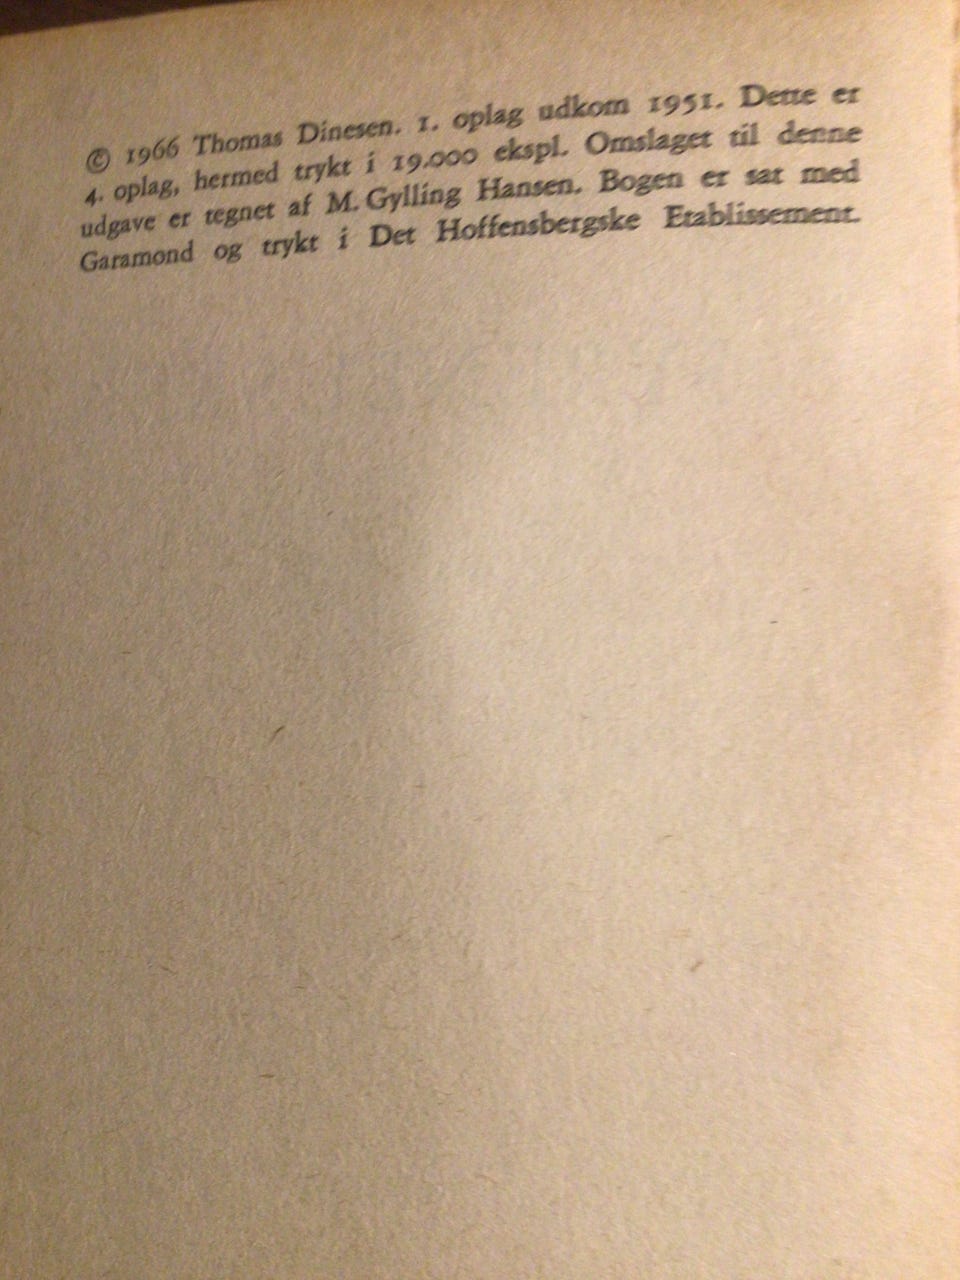 © 1966 Thomas Dinesen. 1. oplag udkom 1951. Dette er
4. oplag, hermed trykt i 19.000 ekspl. Omslaget til denne
udgave er tegnet af M. Gylling Hansen. Bogen er sat med
Garamond og trykt i Det Hoffensbergske Etablissement.